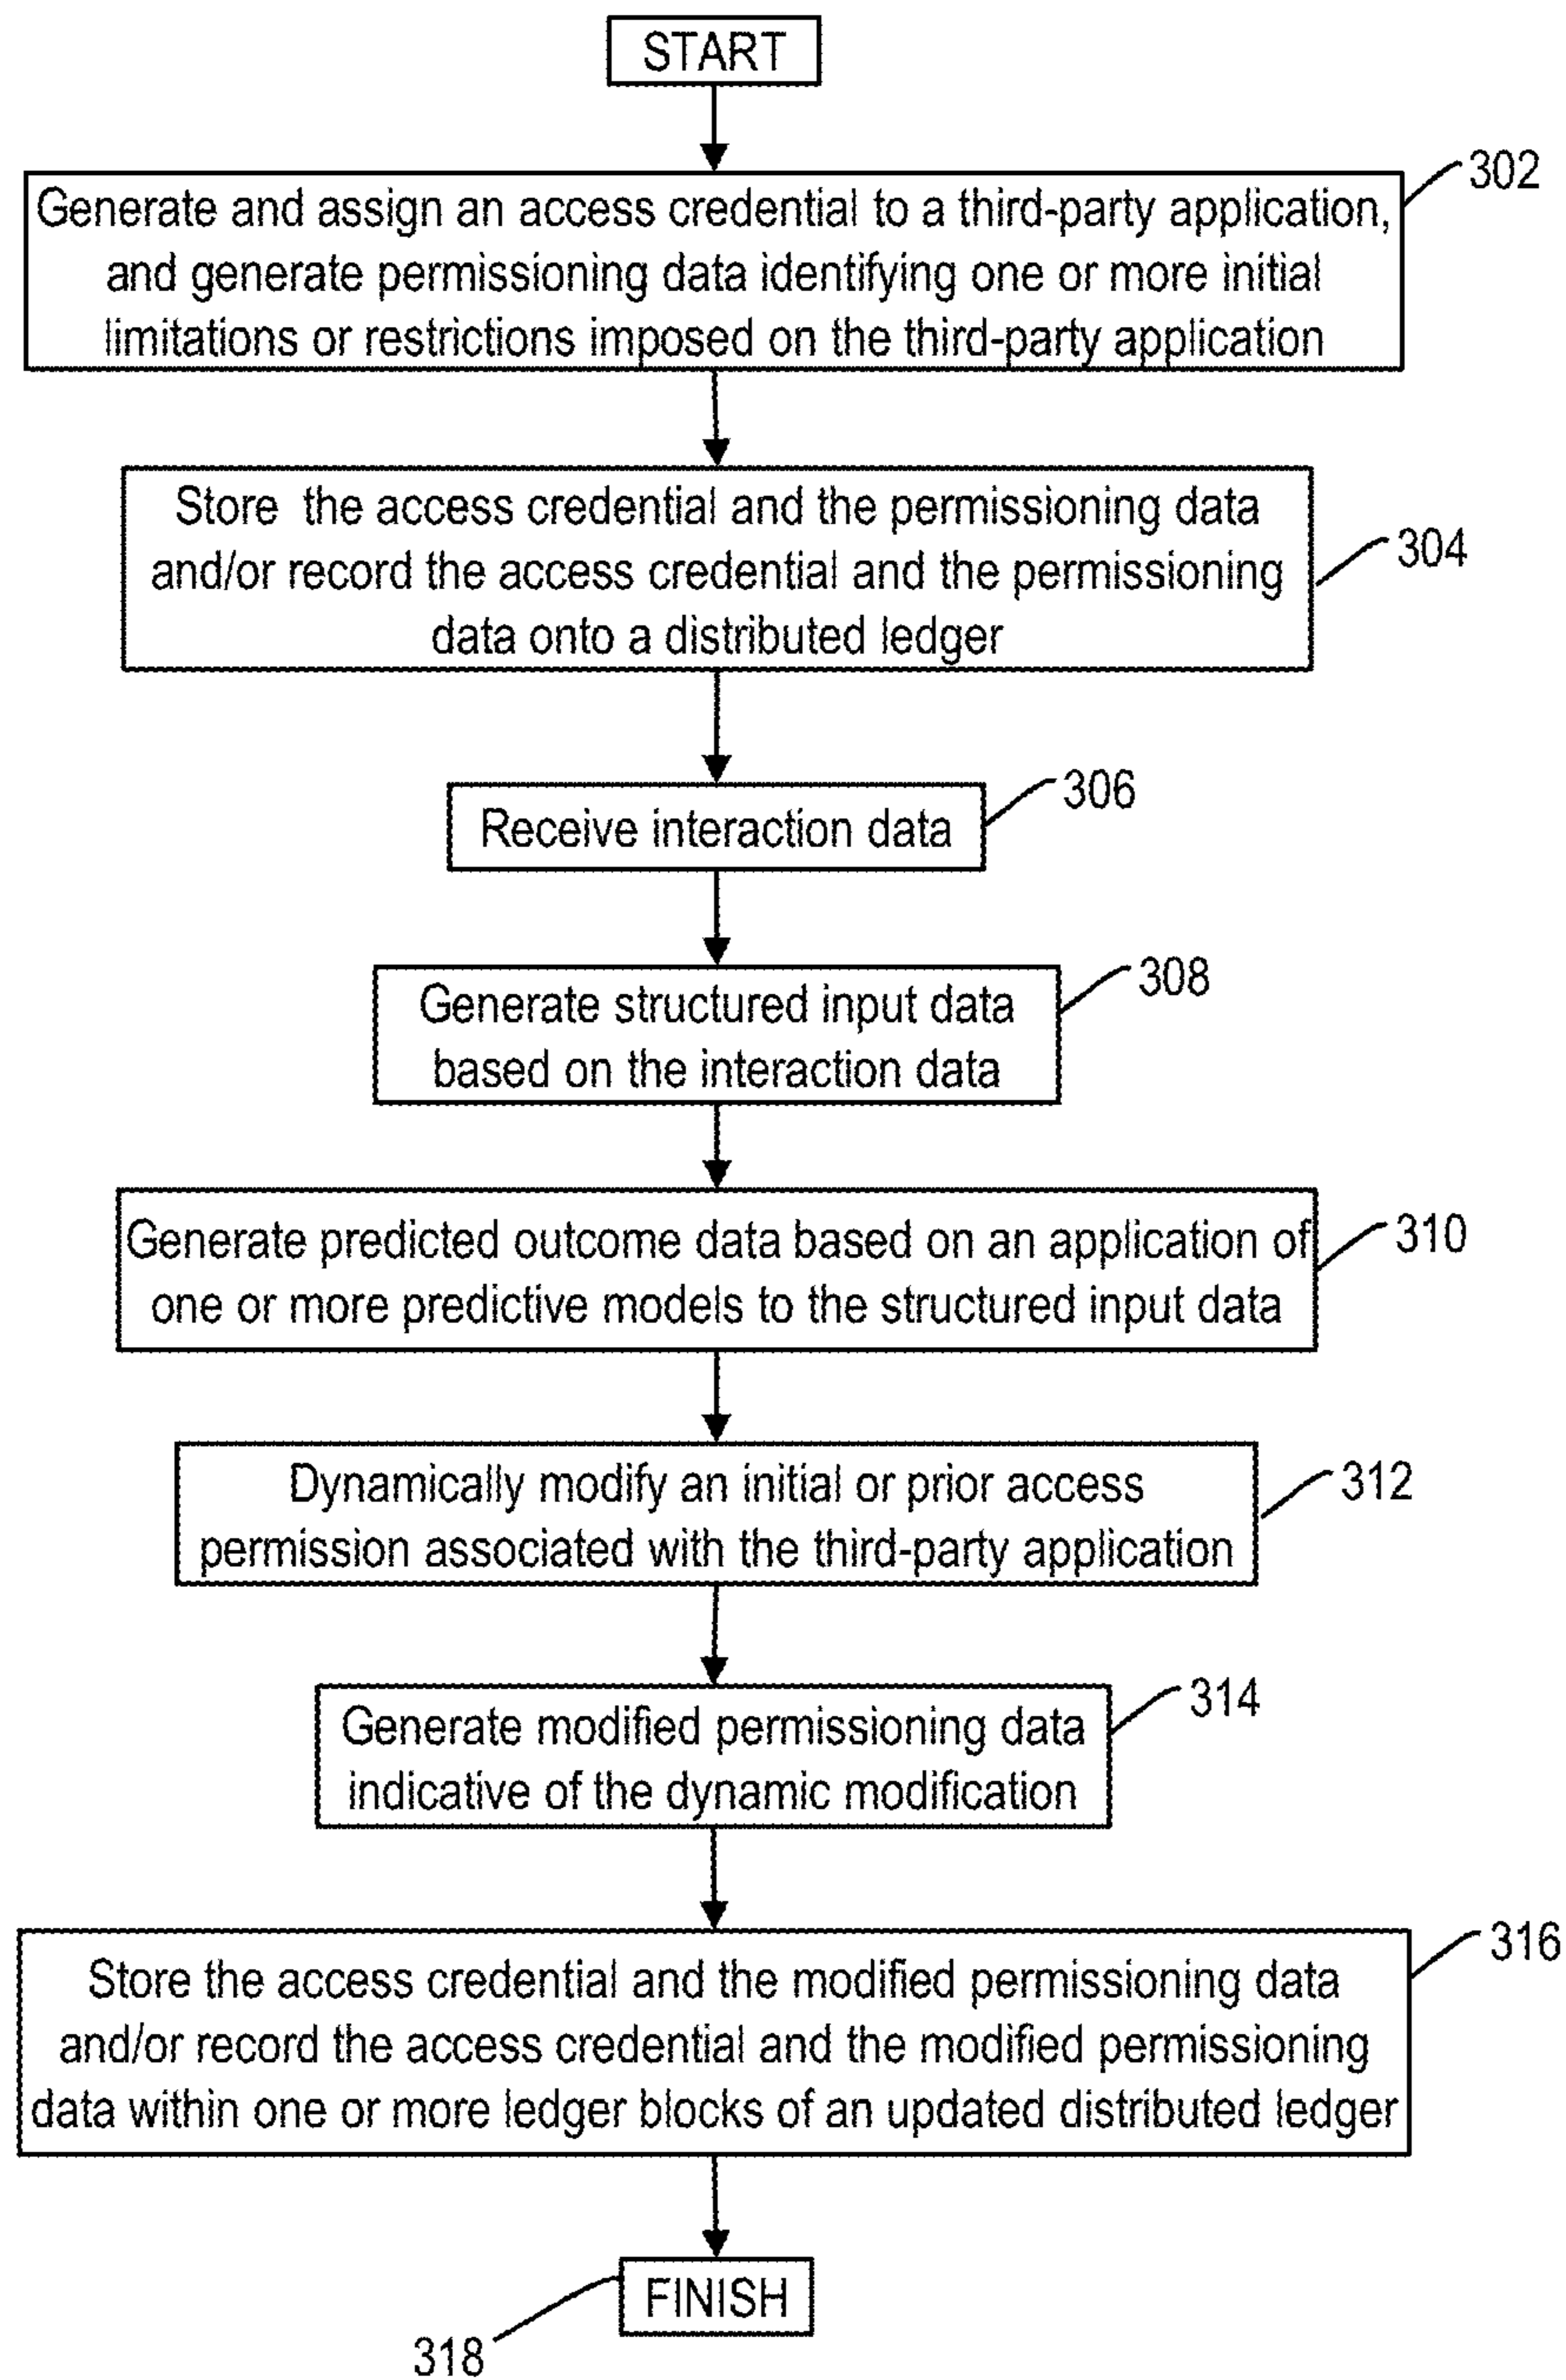 START
302
Generate and assign an access credential to a third-party application,
and generate permissioning data identifying one or more initial
limitations or restrictions imposed on the third-party application
Store the access credential and the permissioning data
and/or record the access credential and the permissioning
data onto a distributed ledger
304
306
Receive interaction data
308
Generate structured input data
based on the interaction data
Generate predicted outcome data based on an application of
one or more predictive models to the structured input data
310
Dynamically modify an initial or prior access
permission associated with the third-party application
312
314
Generate modified permissioning data
indicative of the dynamic modification
316
Store the access credential and the modified permissioning data
and/or record the access credential and the modified permissioning
data within one or more ledger blocks of an updated distributed ledger
FINISH
318